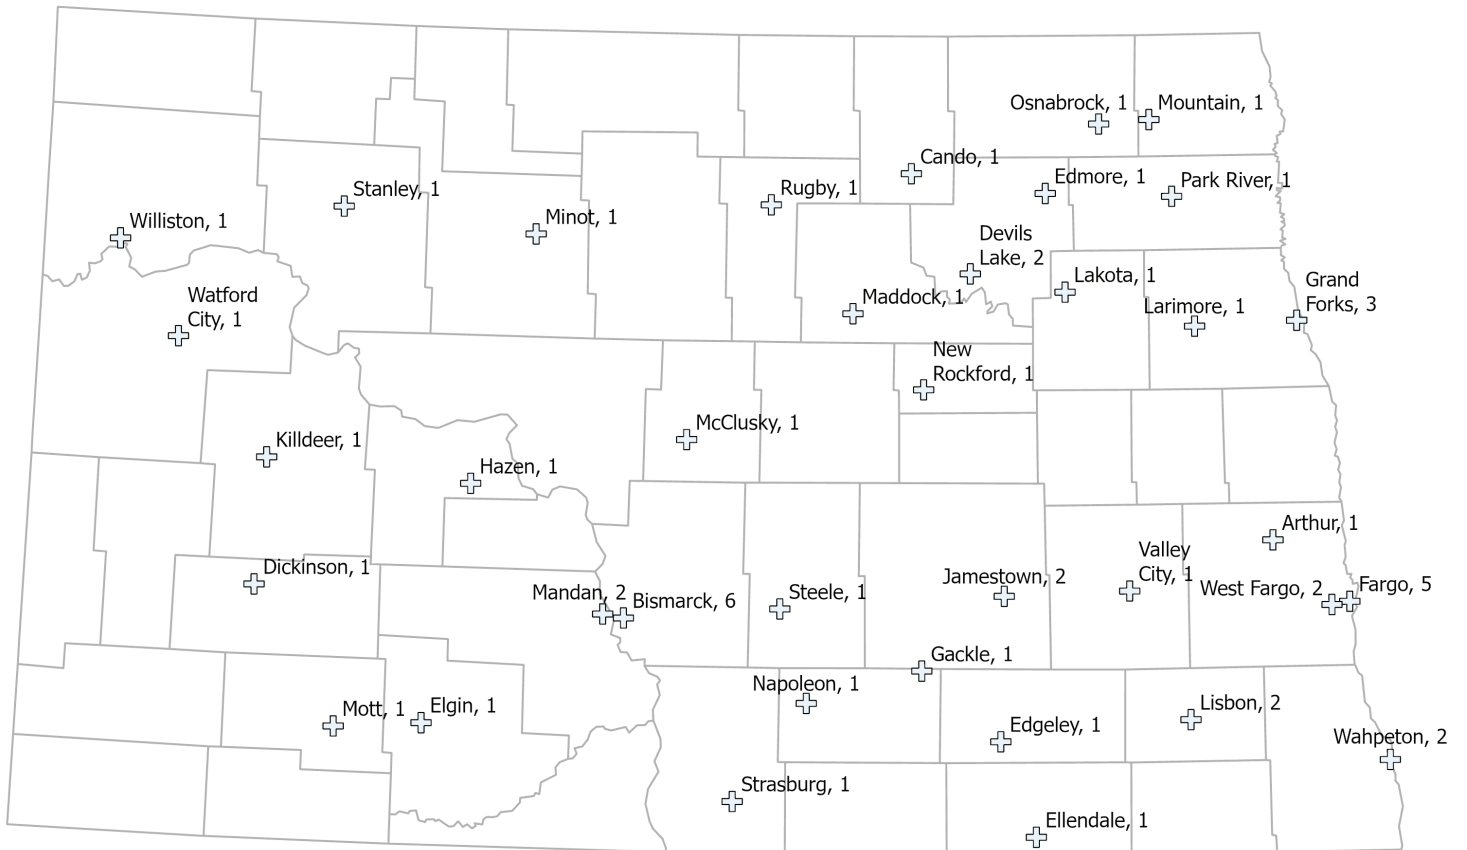 Osnabrock, 1
Mountain, 1
Cando, 1
Edmore, 1
Park River, 1
Stanley, 1
Rugby, 1
Williston, 1
Minot, 1
Devils
Lake, 2
Lakota, 1
Grand
Forks, 3
Watford
City, 1
Maddock, 1
Larimore, 1
New
Rockford, 1
McClusky, 1
Killdeer, 1
Hazen, 1
Arthur, 1
Valley
City, 1
Dickinson, 1
Jamestown, 2
West Fargo, 2
Fargo, 5
Mandan, 2
Bismarck, 6
Steele, 1
Gackle, 1
Napoleon, 1
Mott, 1
Elgin, 1
Lisbon, 2
Edgeley, 1
Wahpeton, 2
Strasburg, 1
Ellendale, 1